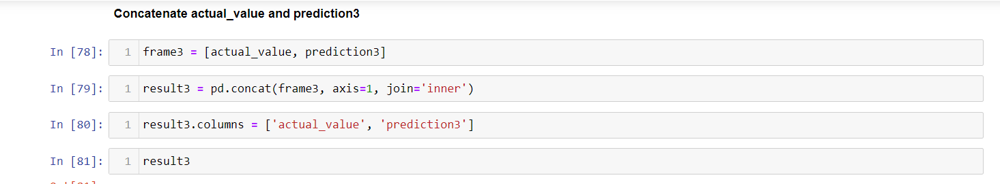 Concatenate actual_value and prediction3
In [78]: 1 frame3 = [actual_value, prediction3]
In [79]: 1 result3 = pd.concat(frame3, axis=1, join='inner')
In [80]: 1 result3.columns = ['actual_value', 'prediction3']
In [81]: 1 result3